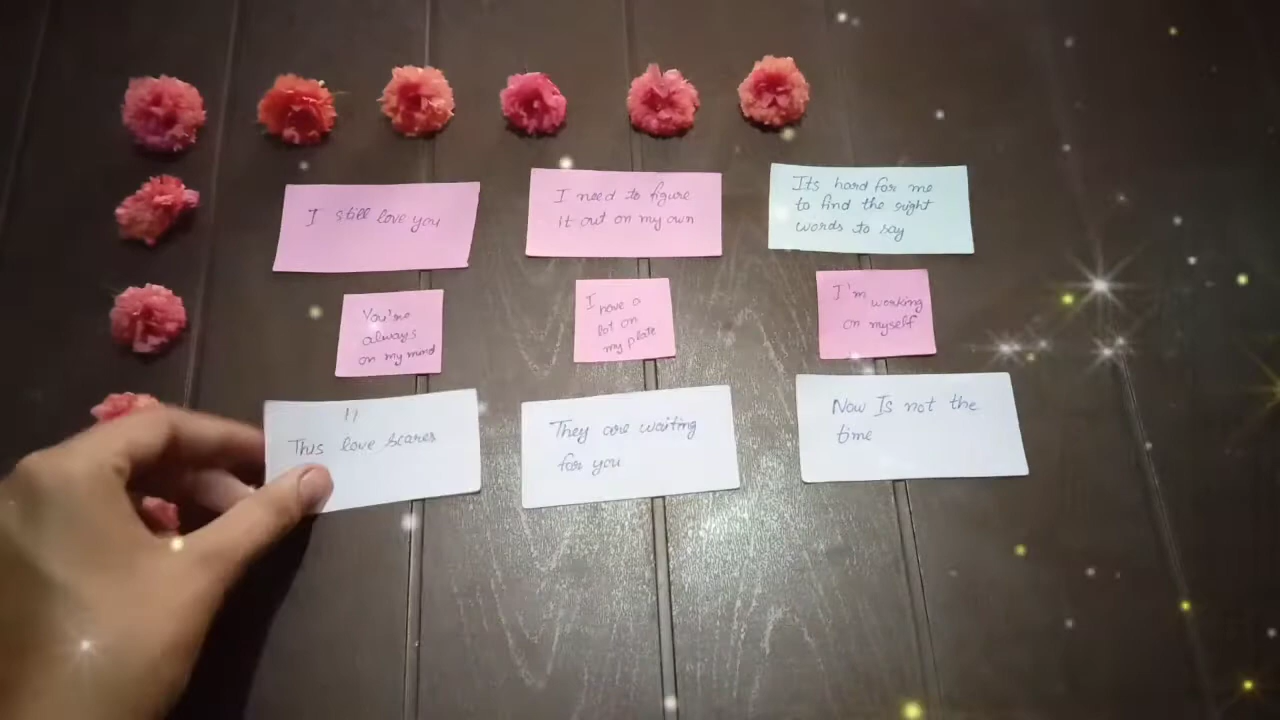 I still love you
I need to figure
it out on my own
Its hard for me
to find the right
words to say
You're
always
on my mind
I
have a
lot on
my plate
I'm working
on myself
11
This love scares
They are waiting
for you
Now Is not the
time